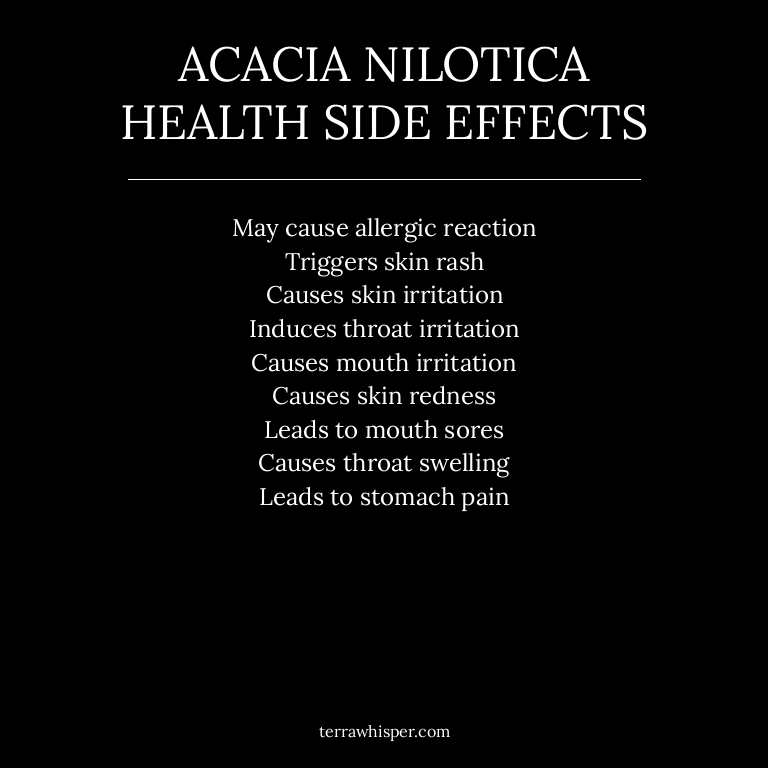 ACACIA NILOTICA
HEALTH SIDE EFFECTS
May cause allergic reaction
Triggers skin rash
Causes skin irritation
Induces throat irritation
Causes mouth irritation
Causes skin redness
Leads to mouth sores
Causes throat swelling
Leads to stomach pain
terrawhisper.com